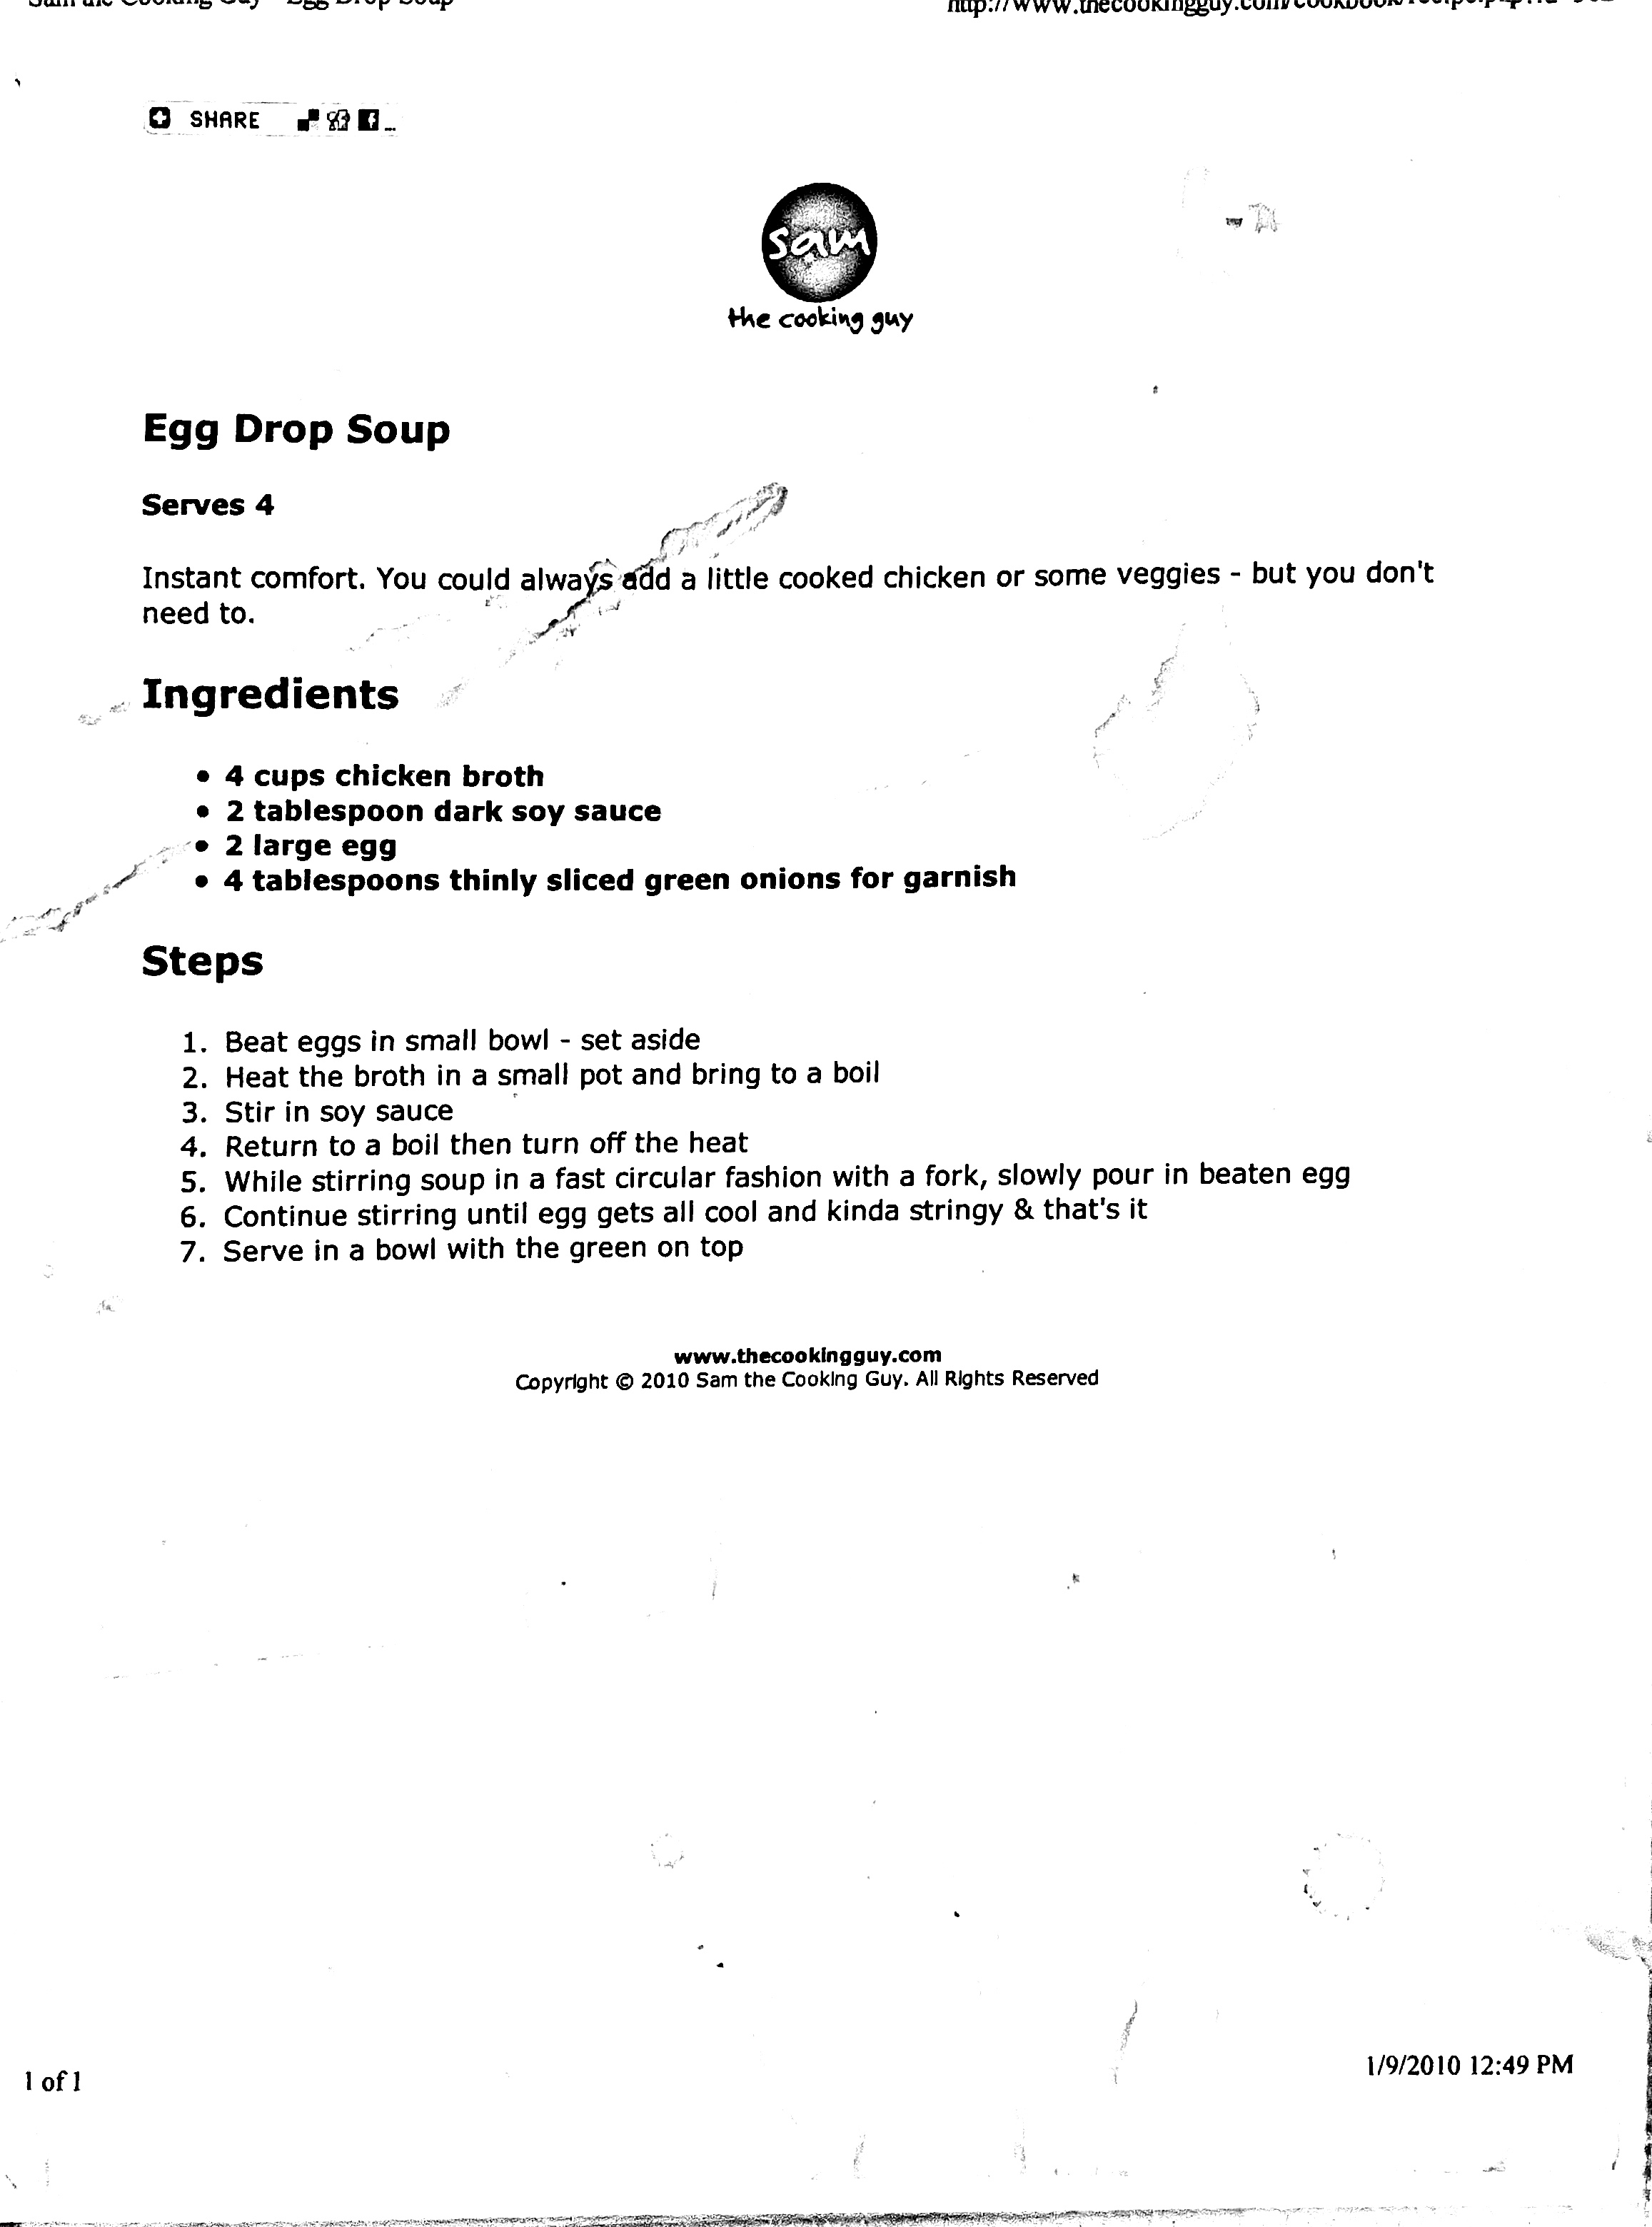 Sam the Cooking Guy - Egg Drop Soup
SHARE
sam
the cooking guy
Egg Drop Soup
Serves 4
Instant comfort. You could always add a little cooked chicken or some veggies - but you don't
need to.
Ingredients
• 4 cups chicken broth
• 2 tablespoon dark soy sauce
• 2 large egg
• 4 tablespoons thinly sliced green onions for garnish
Steps
1. Beat eggs in small bowl - set aside
2. Heat the broth in a small pot and bring to a boil
3. Stir in soy sauce
4. Return to a boil then turn off the heat
5. While stirring soup in a fast circular fashion with a fork, slowly pour in beaten egg
6. Continue stirring until egg gets all cool and kinda stringy & that's it
7. Serve in a bowl with the green on top
www.thecookingguy.com
Copyright © 2010 Sam the Cooking Guy. All Rights Reserved
1 of 1
1/9/2010 12:49 PM